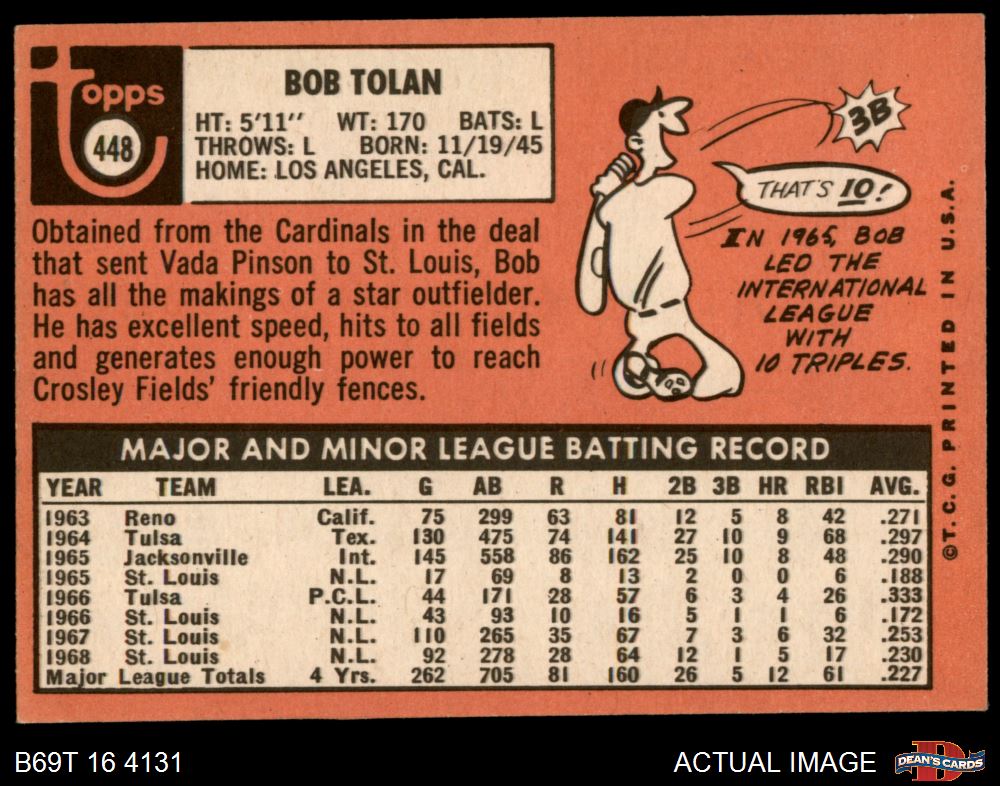 topps
448
BOB TOLAN
HT: 5'11" WT: 170 BATS: L
THROWS: L BORN: 11/19/45
HOME: LOS ANGELES, CAL.
Obtained from the Cardinals in the deal
that sent Vada Pinson to St. Louis, Bob
has all the makings of a star outfielder.
He has excellent speed, hits to all fields
and generates enough power to reach
Crosley Fields' friendly fences.
3B
THAT'S 10!
IN 1965, BOB
LED THE
INTERNATIONAL
LEAGUE
WITH
10 TRIPLES.
©T.C.G. PRINTED IN U.S.A.
MAJOR AND MINOR LEAGUE BATTING RECORD
YEAR TEAM LEA. G AB R H 2B 3B HR RBI AVG.
1963 Reno Calif. 75 299 63 81 12 5 8 42 .271
1964 Tulsa Tex. 130 475 74 141 27 10 9 68 .297
1965 Jacksonville Int. 145 558 86 162 25 10 8 48 .290
1965 St. Louis N.L. 17 69 8 13 2 0 0 6 .188
1966 Tulsa P.C.L. 44 171 28 57 6 3 4 26 .333
1966 St. Louis N.L. 43 93 10 16 5 1 1 6 .172
1967 St. Louis N.L. 110 265 35 67 7 3 6 32 .253
1968 St. Louis N.L. 92 278 28 64 12 1 5 17 .230
Major League Totals 4 Yrs. 262 705 81 160 26 5 12 61 .227
B69T 16 4131
ACTUAL IMAGE
D
DEAN'S CARDS